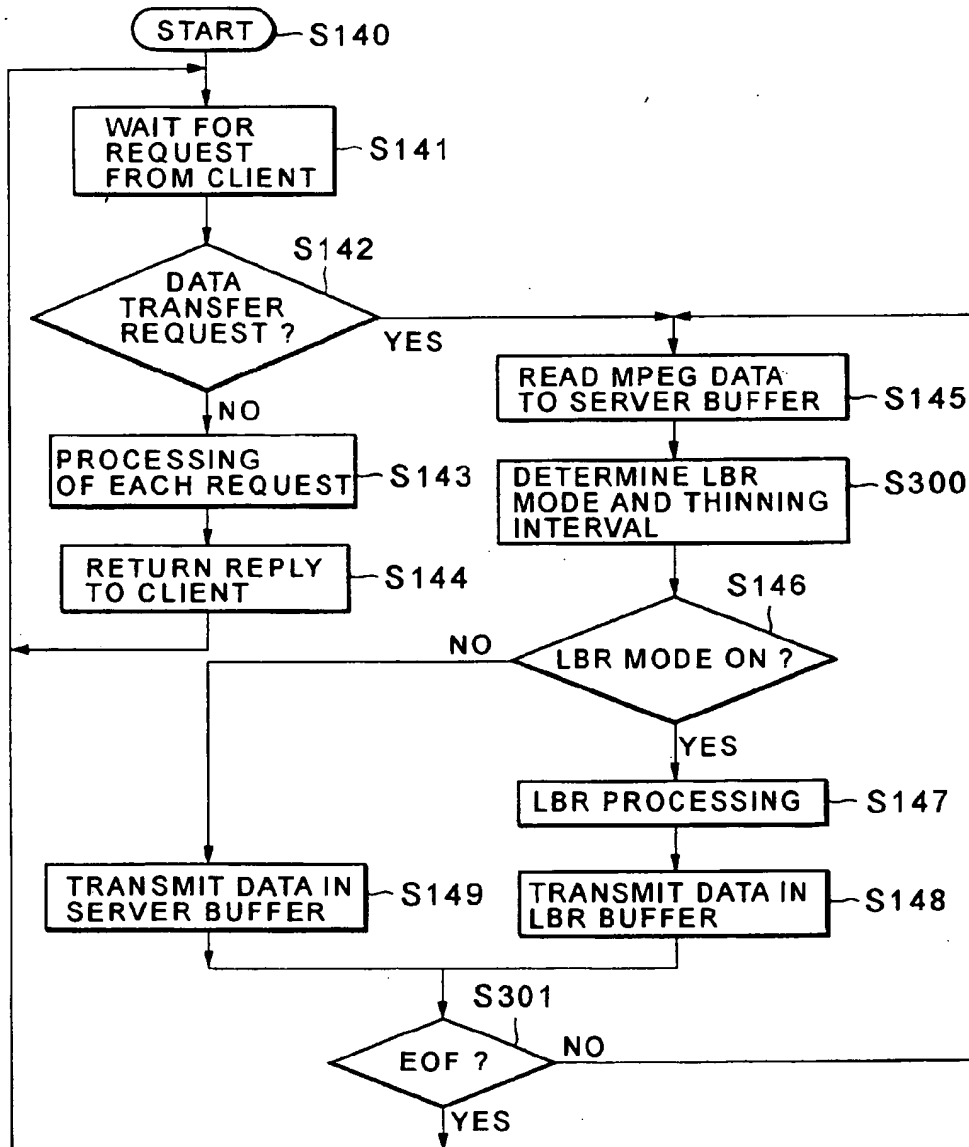 START
S140
WAIT FOR
REQUEST
FROM CLIENT
S141
S142
DATA
TRANSFER
REQUEST ?
YES
NO
READ MPEG DATA
TO SERVER BUFFER
S145
PROCESSING
OF EACH REQUEST
S143
DETERMINE LBR
MODE AND THINNING
INTERVAL
S300
RETURN REPLY
TO CLIENT
S144
S146
LBR MODE ON ?
NO
YES
LBR PROCESSING
S147
TRANSMIT DATA IN
SERVER BUFFER
S149
TRANSMIT DATA IN
LBR BUFFER
S148
S301
EOF ?
NO
YES